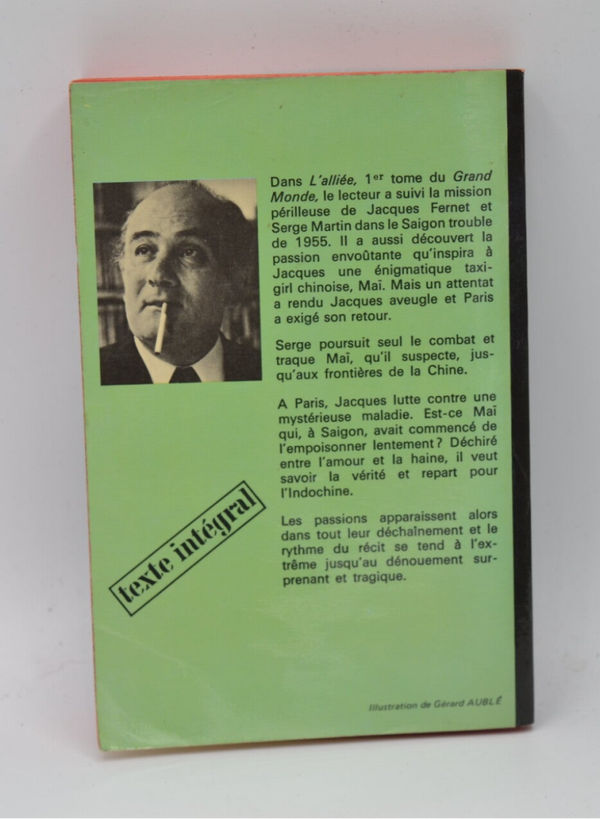 Dans L'alliée, 1er tome du Grand
Monde, le lecteur a suivi la mission
périlleuse de Jacques Fernet et
Serge Martin dans le Saigon trouble
de 1955. Il a aussi découvert la
passion envoûtante qu'inspira à
Jacques une énigmatique taxi-
girl chinoise, Maï. Mais un attentat
a rendu Jacques aveugle et Paris
a exigé son retour.
Serge poursuit seul le combat et
traque Maï, qu'il suspecte, jus-
qu'aux frontières de la Chine.
A Paris, Jacques lutte contre une
mystérieuse maladie. Est-ce Maï
qui, à Saigon, avait commencé de
l'empoisonner lentement? Déchiré
entre l'amour et la haine, il veut
savoir la vérité et repart pour
l'Indochine.
Les passions apparaissent alors
dans tout leur déchaînement et le
rythme du récit se tend à l'ex-
trême jusqu'au dénouement sur-
prenant et tragique.
texte intégral
Illustration de Gérard AUBLÉ